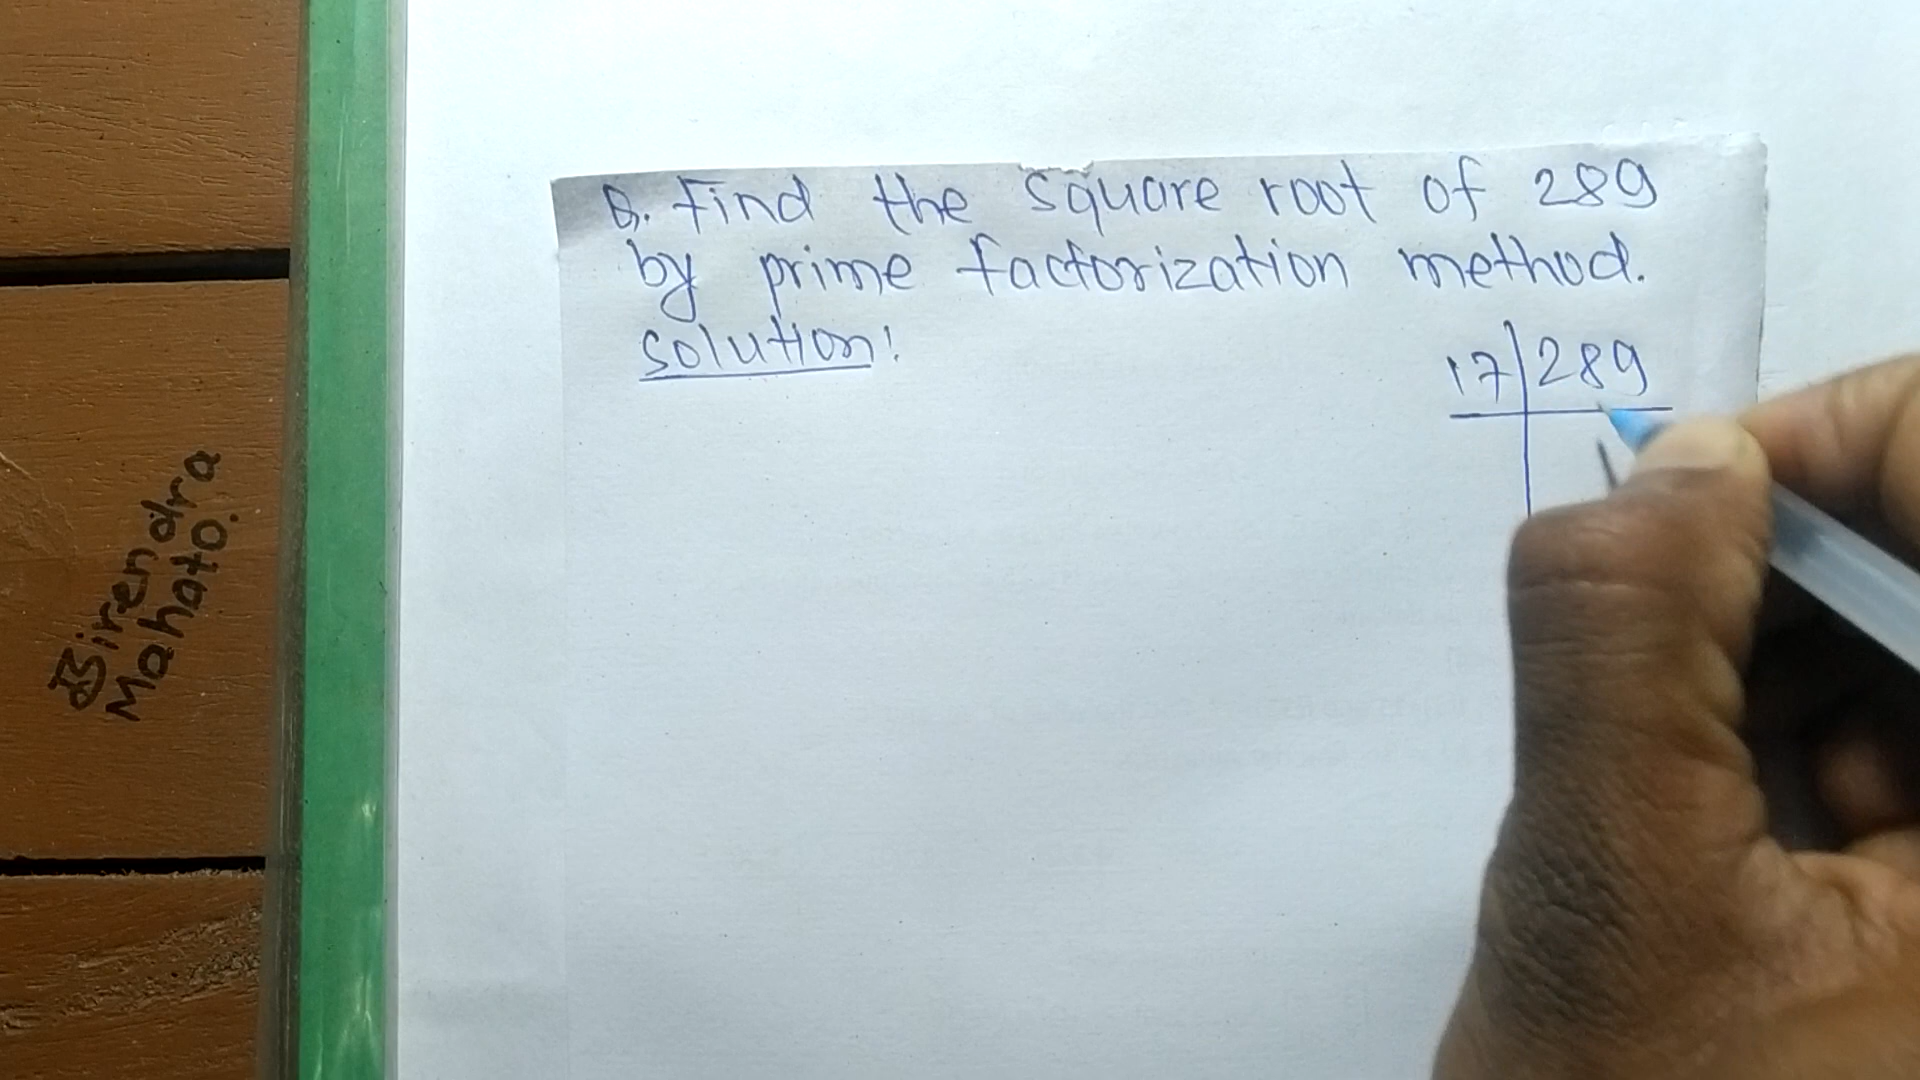 Q. Find the square root of 289
by prime factorization method.
Solution:
17 289
Birendra
Mahato.